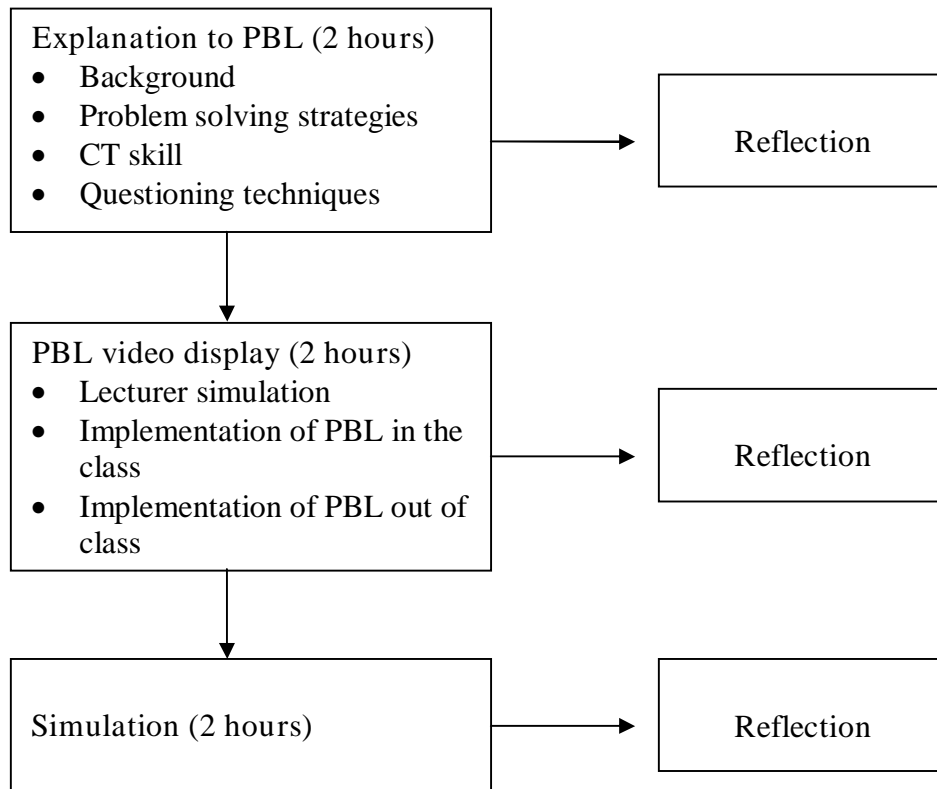 Explanation to PBL (2 hours)
• Background
• Problem solving strategies
• CT skill
• Questioning techniques
Reflection
PBL video display (2 hours)
• Lecturer simulation
• Implementation of PBL in the
class
• Implementation of PBL out of
class
Reflection
Simulation (2 hours)
Reflection